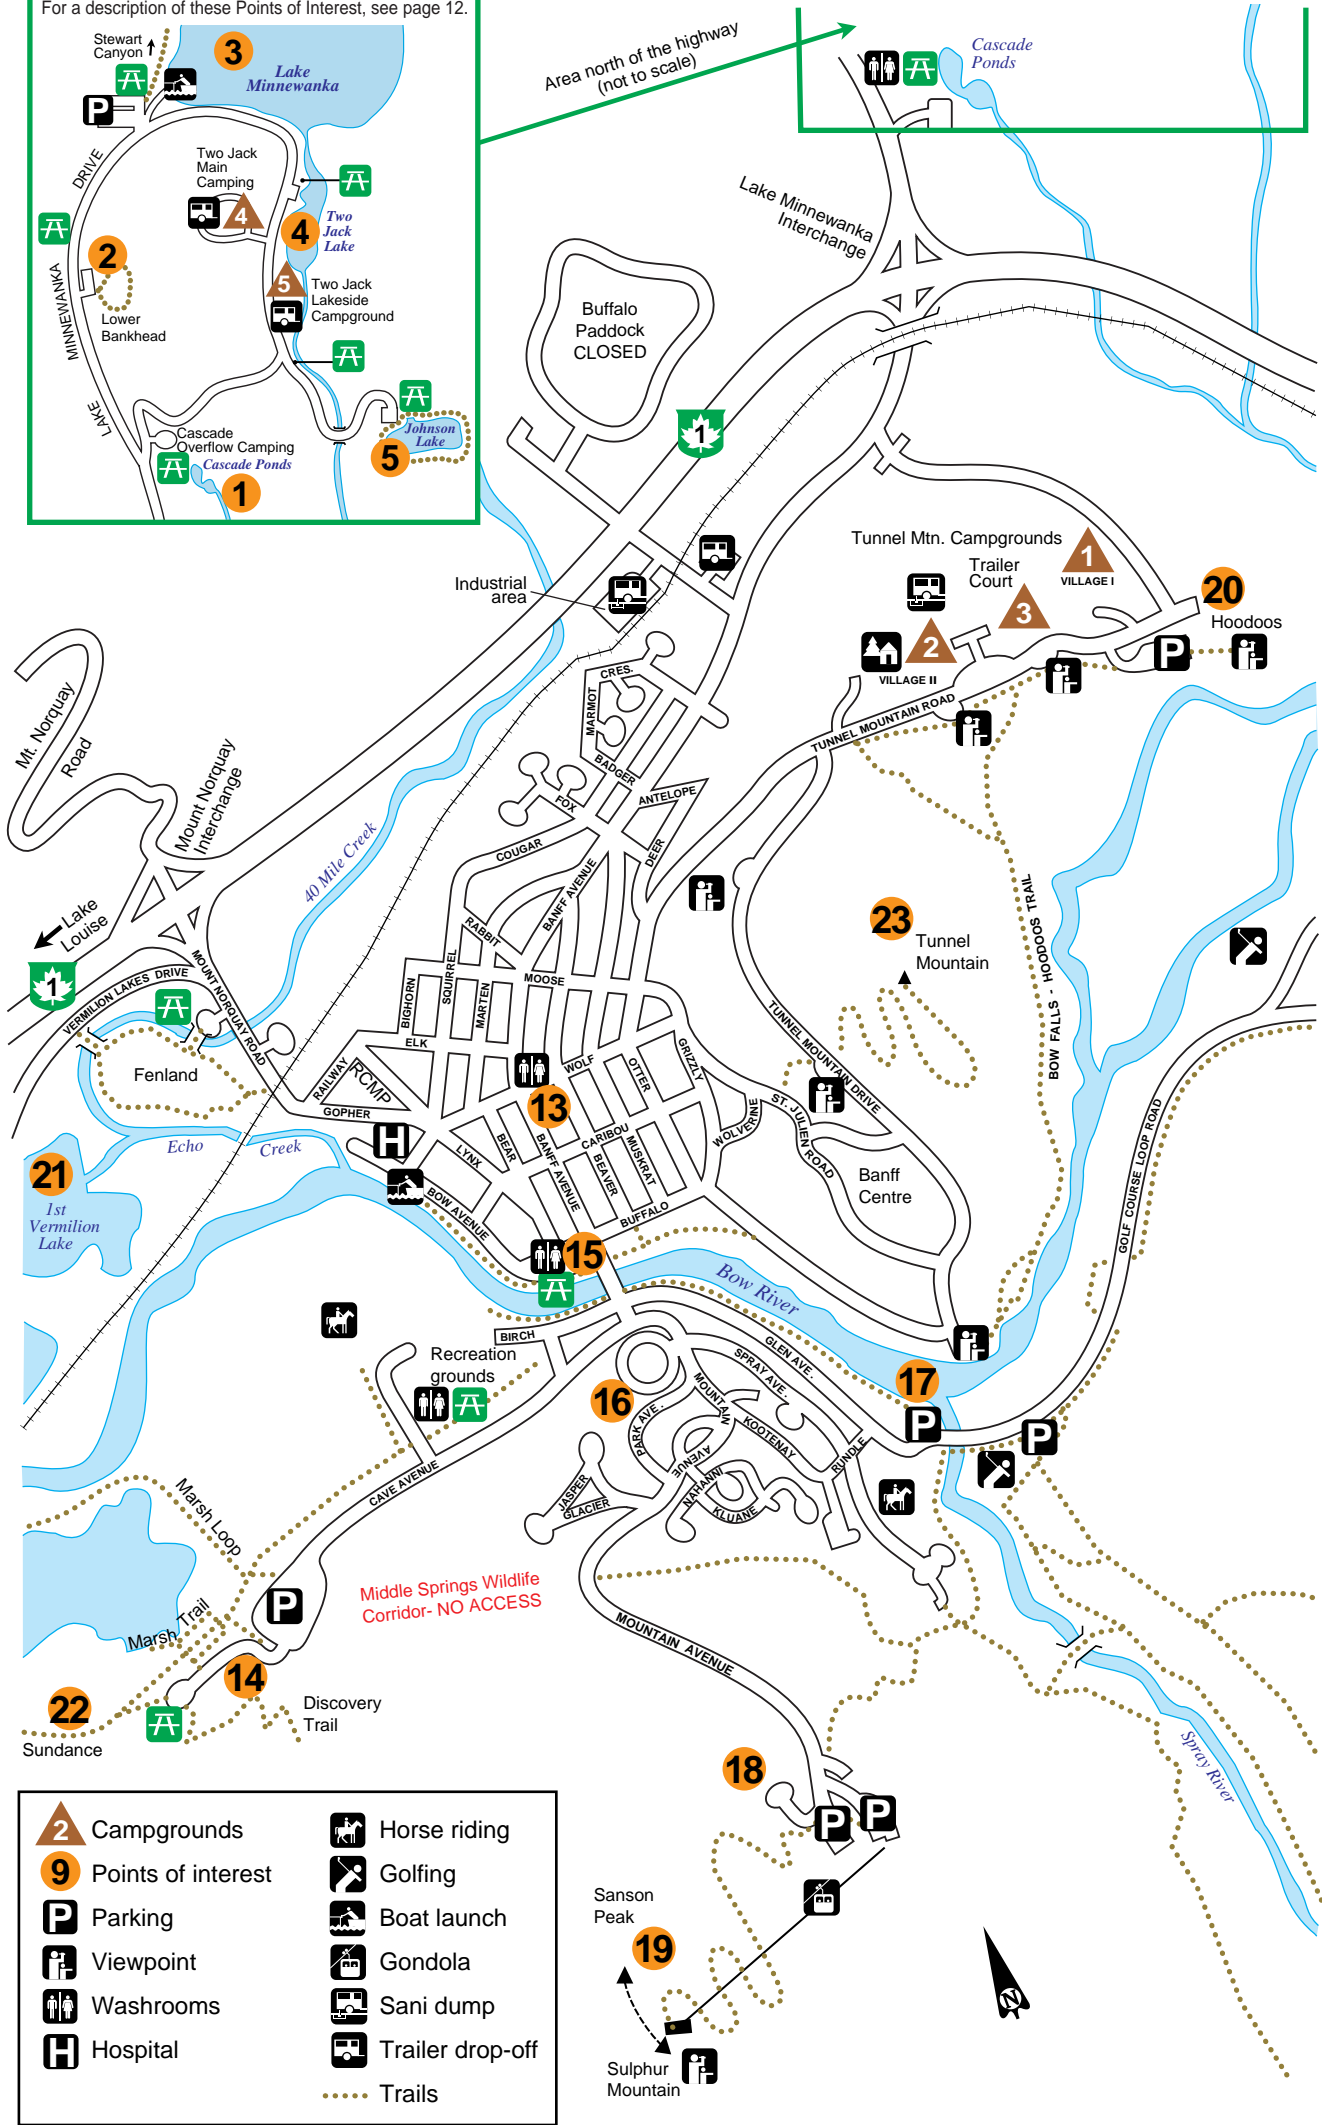 For a description of these Points of Interest, see page 12.
Stewart
Canyon
3
Lake
Minnewanka
P
DRIVE
Two Jack
Main
Camping
4
4
Two
Jack
Lake
2
5
Two Jack
Lakeside
Campground
Lower
Bankhead
MINNEWANKA
LAKE
Cascade
Overflow Camping
Cascade Ponds
1
Johnson
Lake
5
Area north of the highway
(not to scale)
Cascade
Ponds
Lake Minnewanka
Interchange
Buffalo
Paddock
CLOSED
1
Industrial
area
Tunnel Mtn. Campgrounds
Trailer
Court
1
VILLAGE I
3
2
VILLAGE II
20
Hoodoos
P
TUNNEL MOUNTAIN ROAD
Mt. Norquay
Road
Mount Norquay
Interchange
40 Mile Creek
Lake
Louise
1
CRES.
MARMOT
BADGER
FOX
ANTELOPE
COUGAR
BANFF AVENUE
DEER
RABBIT
SQUIRREL
BIGHORN
MARTEN
MOOSE
ELK
WOLF
OTTER
GRIZZLY
23
Tunnel
Mountain
BOW FALLS - HOODOOS TRAIL
VERMILION LAKES DRIVE
MOUNT NORQUAY ROAD
Fenland
RAILWAY
RCMP
GOPHER
H
13
TUNNEL MOUNTAIN DRIVE
ST. JULIEN ROAD
WOLVERINE
CARIBOU
LYNX
BEAR
BANFF AVENUE
BEAVER
MUSKRAT
BUFFALO
BOW AVENUE
Banff
Centre
GOLF COURSE LOOP ROAD
Echo
Creek
21
1st
Vermilion
Lake
15
Bow River
BIRCH
Recreation
grounds
16
GLEN AVE.
SPRAY AVE.
17
P
P
MOUNTAIN
AVENUE
PARK AVE.
KOOTENAY
RUNDLE
NAHANNI
KLUANE
JASPER
GLACIER
CAVE AVENUE
Marsh Loop
P
Marsh Trail
Middle Springs Wildlife
Corridor- NO ACCESS
MOUNTAIN AVENUE
14
22
Sundance
Discovery
Trail
Spray River
18
P
P
Sanson
Peak
19
Sulphur
Mountain
N
2 Campgrounds
9 Points of interest
P Parking
Viewpoint
Washrooms
H Hospital
Horse riding
Golfing
Boat launch
Gondola
Sani dump
Trailer drop-off
Trails